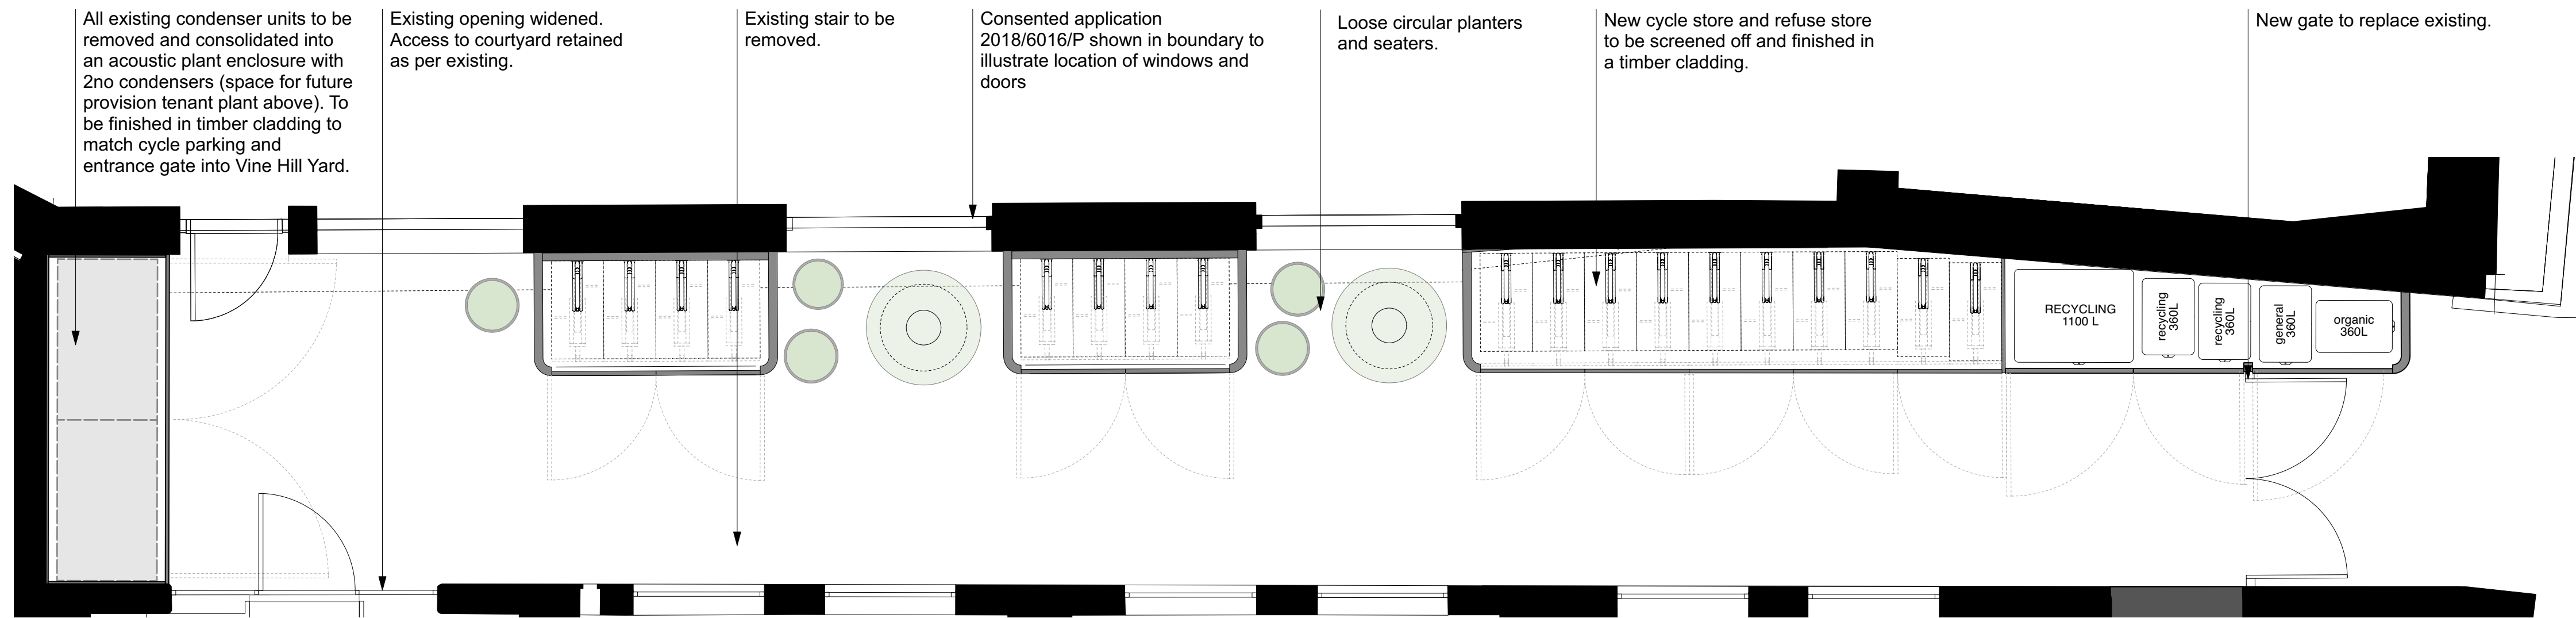 All existing condenser units to be
removed and consolidated into
an acoustic plant enclosure with
2no condensers (space for future
provision tenant plant above). To
be finished in timber cladding to
match cycle parking and
entrance gate into Vine Hill Yard.
Existing opening widened.
Access to courtyard retained
as per existing.
Existing stair to be
removed.
Consented application
2018/6016/P shown in boundary to
illustrate location of windows and
doors
Loose circular planters
and seaters.
New cycle store and refuse store
to be screened off and finished in
a timber cladding.
New gate to replace existing.
RECYCLING
1100 L
recycling
360L
recycling
360L
general
360L
organic
360L